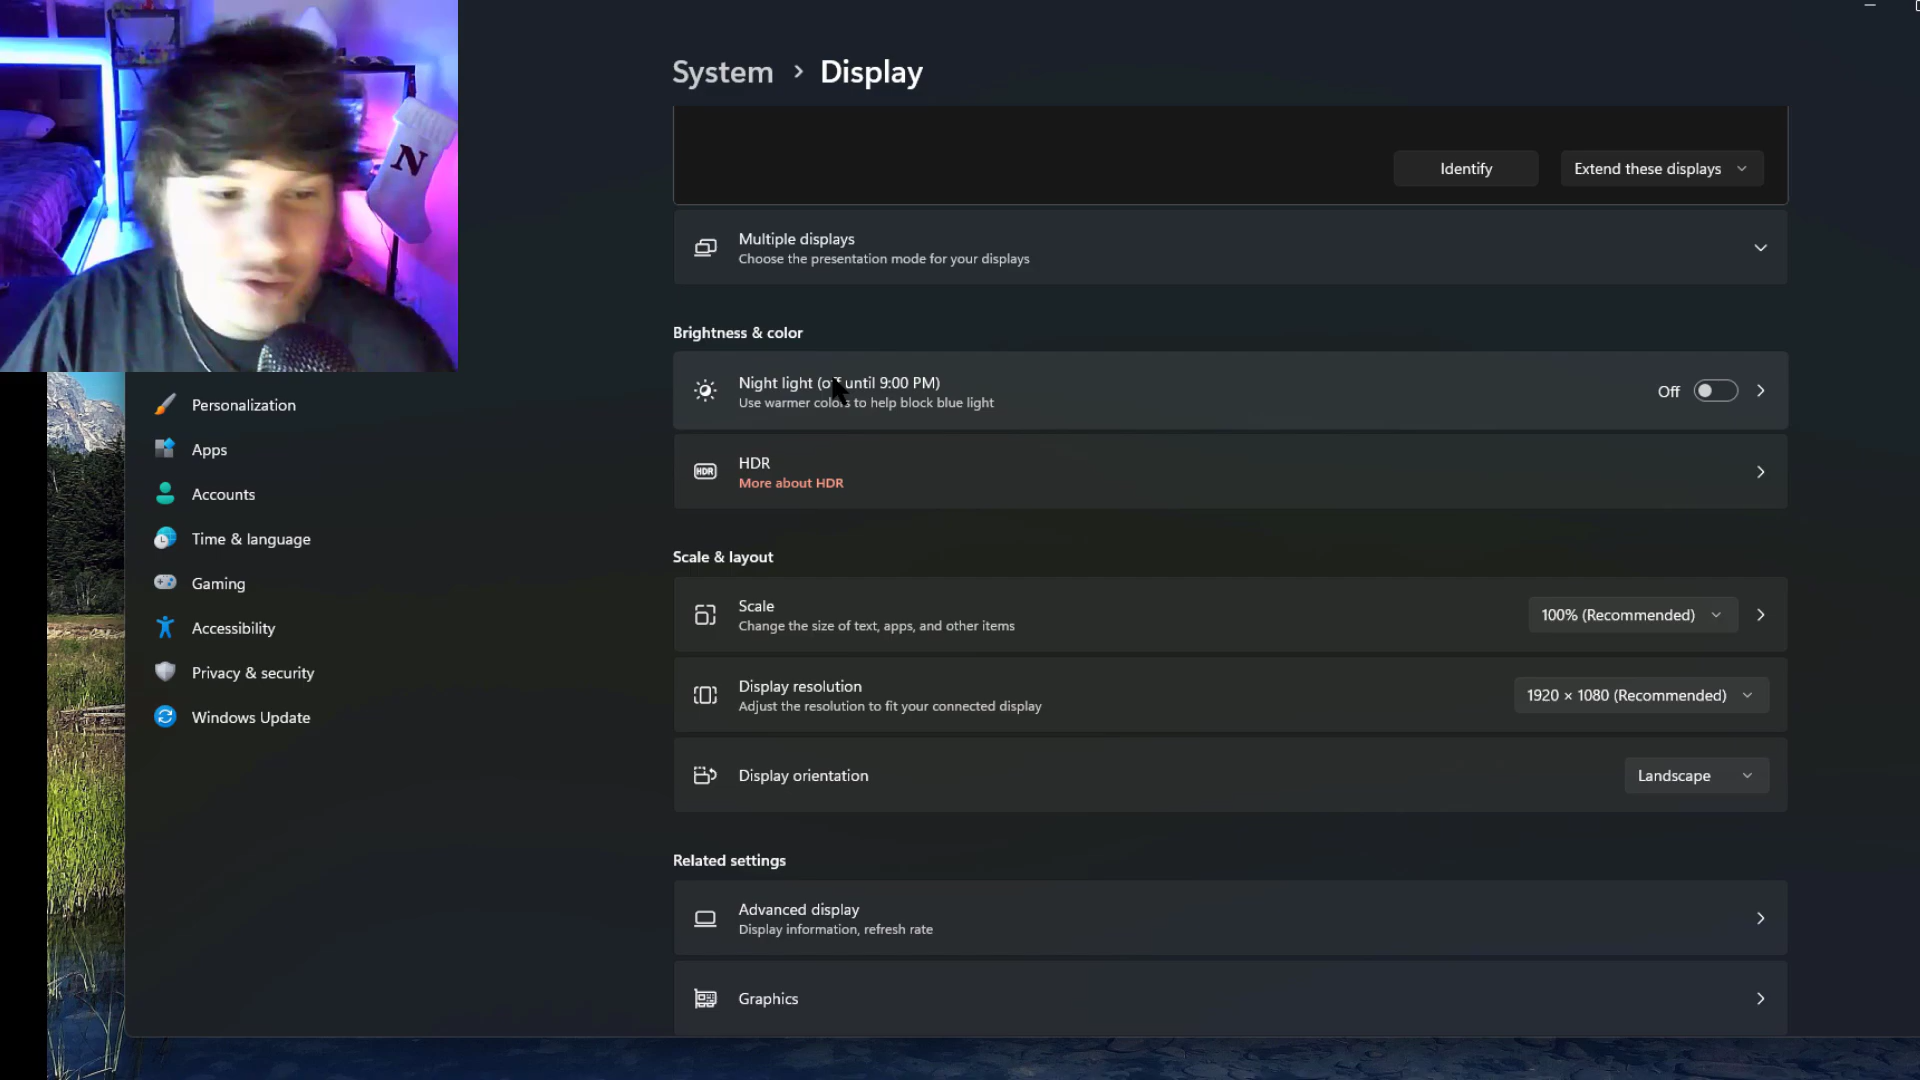 System > Display
Identify
Extend these displays
Multiple displays
Choose the presentation mode for your displays
Brightness & color
Night light (off until 9:00 PM)
Use warmer colors to help block blue light
Off
HDR
HDR
More about HDR
Scale & layout
Scale
Change the size of text, apps, and other items
100% (Recommended)
Display resolution
Adjust the resolution to fit your connected display
1920 × 1080 (Recommended)
Display orientation
Landscape
Related settings
Advanced display
Display information, refresh rate
Graphics
N
Personalization
Apps
Accounts
Time & language
Gaming
Accessibility
Privacy & security
Windows Update